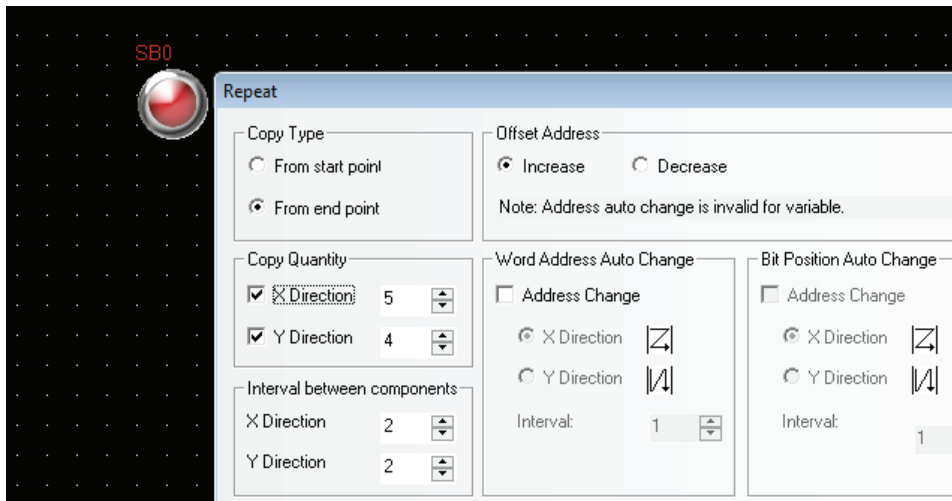 SB0
Repeat
Copy Type
From start point
From end point
Offset Address
Increase
Decrease
Note: Address auto change is invalid for variable.
Copy Quantity
X Direction 5
Y Direction 4
Interval between components
X Direction 2
Y Direction 2
Word Address Auto Change
Address Change
X Direction
Y Direction
Interval: 1
Bit Position Auto Change
Address Change
X Direction
Y Direction
Interval: 1